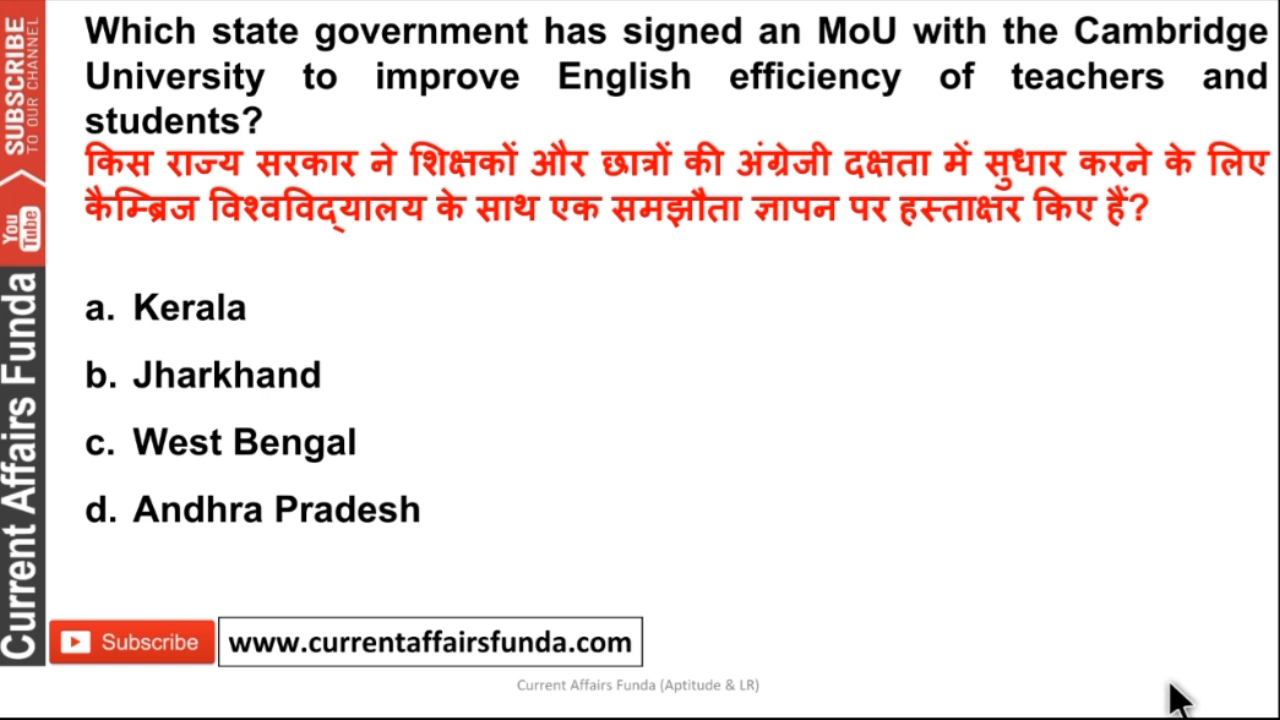 Which state government has signed an MoU with the Cambridge
University to improve English efficiency of teachers and
students?
किस राज्य सरकार ने शिक्षकों और छात्रों की अंग्रेजी दक्षता में सुधार करने के लिए
कैम्ब्रिज विश्वविद्यालय के साथ एक समझौता ज्ञापन पर हस्ताक्षर किए हैं?
a. Kerala
b. Jharkhand
c. West Bengal
d. Andhra Pradesh
SUBSCRIBE
TO OUR CHANNEL
You
Tube
Current Affairs Funda
Subscribe
www.currentaffairsfunda.com
Current Affairs Funda (Aptitude & LR)